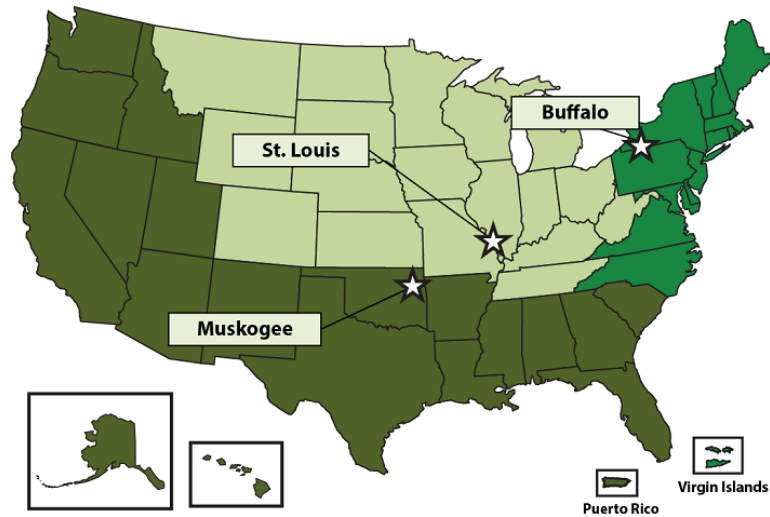 Buffalo
St. Louis
Muskogee
Virgin Islands
Puerto Rico